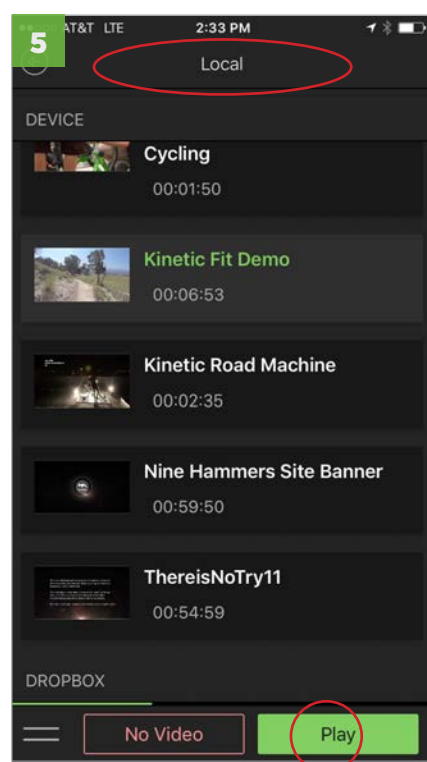 5
AT&T LTE 2:33 PM
Local
DEVICE
Cycling
00:01:50
Kinetic Fit Demo
00:06:53
Kinetic Road Machine
00:02:35
Nine Hammers Site Banner
00:59:50
ThereisNoTry11
00:54:59
DROPBOX
No Video Play